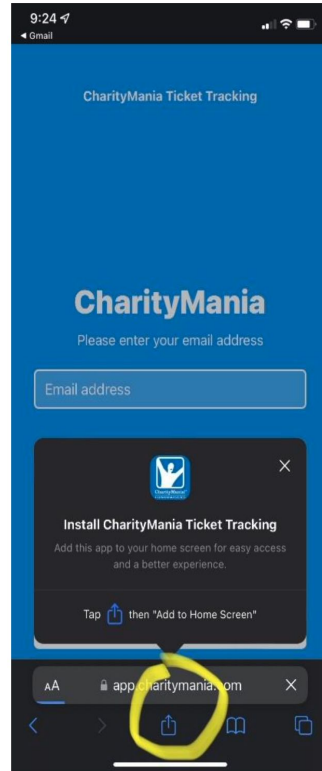 9:24
Gmail
CharityMania Ticket Tracking
CharityMania
Please enter your email address
Email address
CharityMania
Install CharityMania Ticket Tracking
Add this app to your home screen for easy access
and a better experience.
Tap then "Add to Home Screen"
AA app.charitymania.com